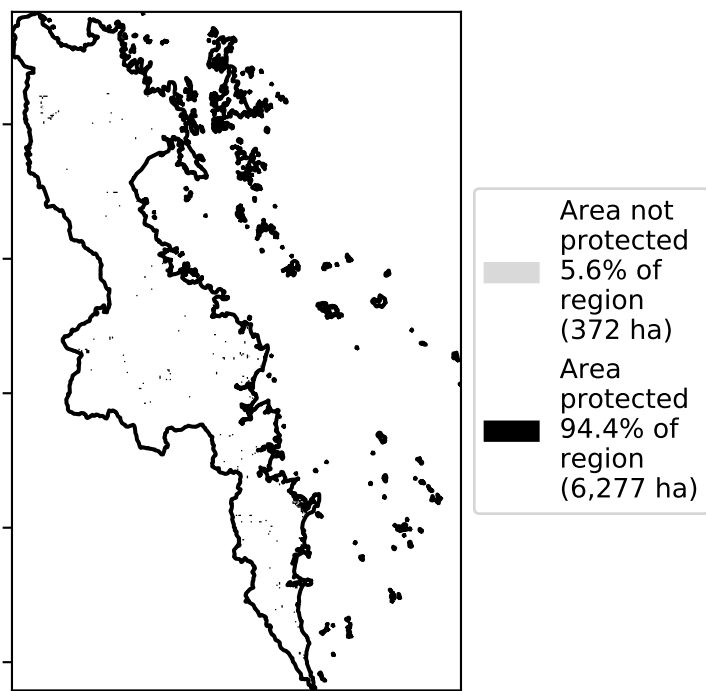 Area not
protected
5.6% of
region
(372 ha)
Area
protected
94.4% of
region
(6,277 ha)